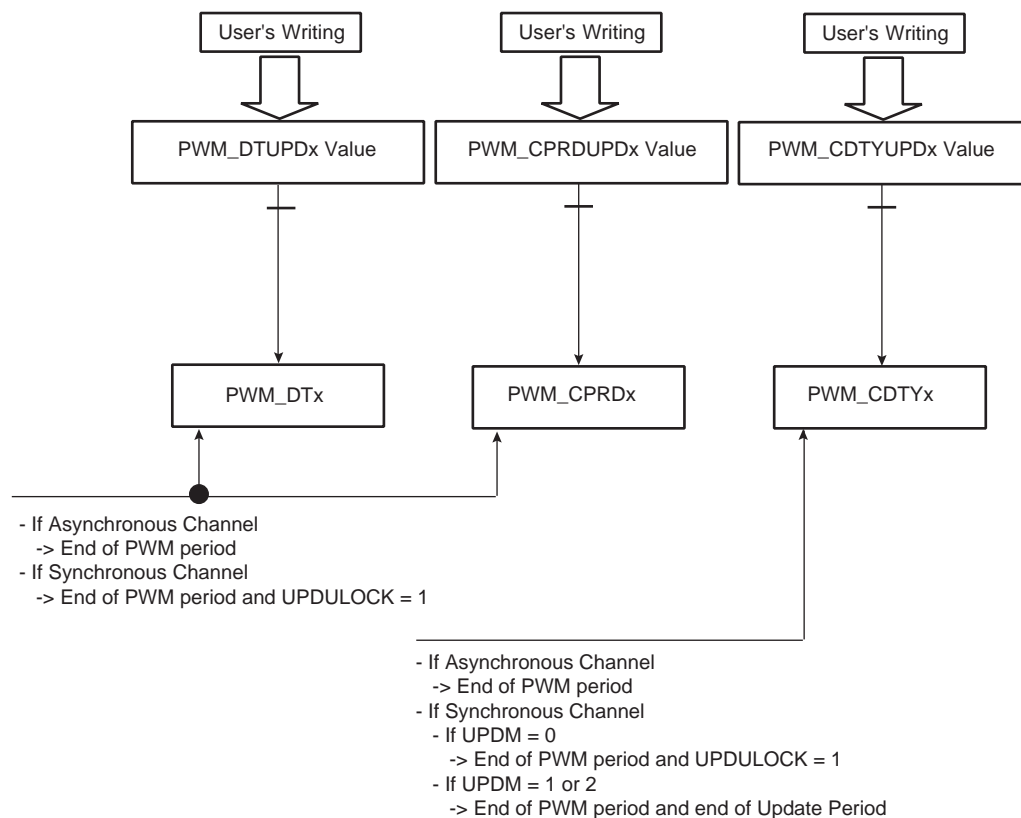 User's Writing
User's Writing
User's Writing
PWM_DTUPDx Value
PWM_CPRDUPDx Value
PWM_CDTYUPDx Value
PWM_DTx
PWM_CPRDx
PWM_CDTYx
- If Asynchronous Channel
-> End of PWM period
- If Synchronous Channel
-> End of PWM period and UPDULOCK = 1
- If Asynchronous Channel
-> End of PWM period
- If Synchronous Channel
- If UPDM = 0
-> End of PWM period and UPDULOCK = 1
- If UPDM = 1 or 2
-> End of PWM period and end of Update Period